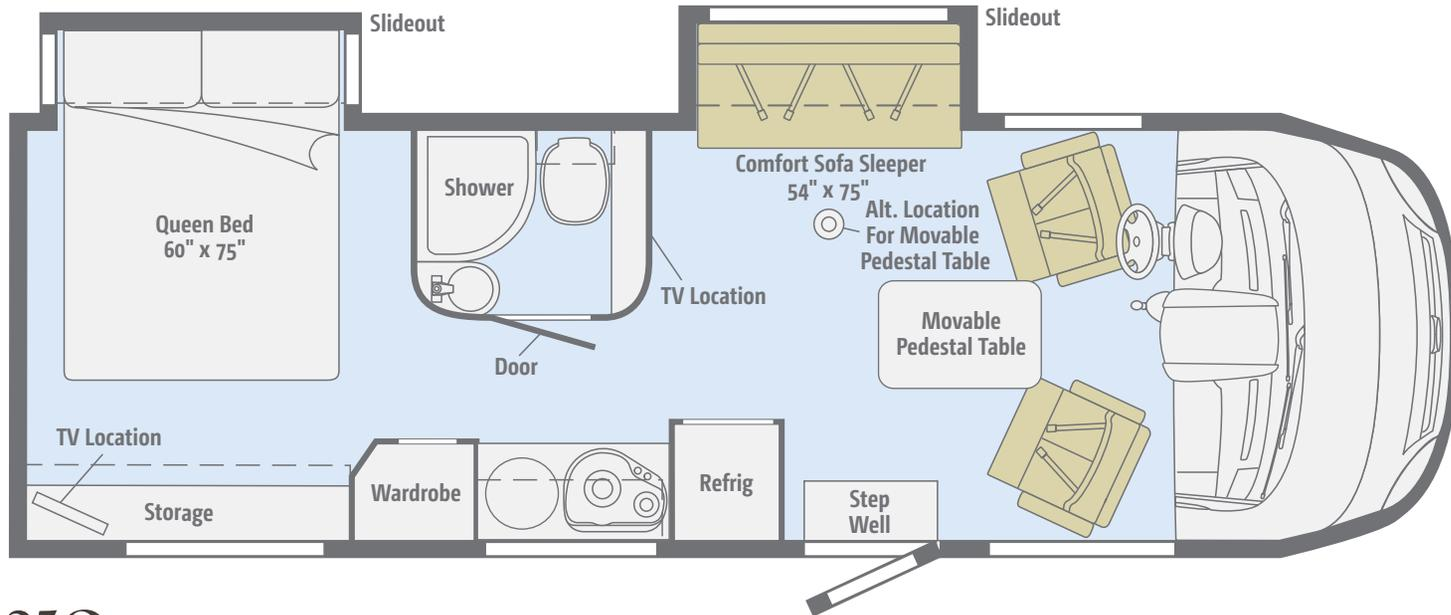 Slideout
Slideout
Queen Bed
60" x 75"
Shower
Comfort Sofa Sleeper
54" x 75"
Alt. Location
For Movable
Pedestal Table
TV Location
Movable
Pedestal Table
Door
TV Location
Storage
Wardrobe
Refrig
Step
Well